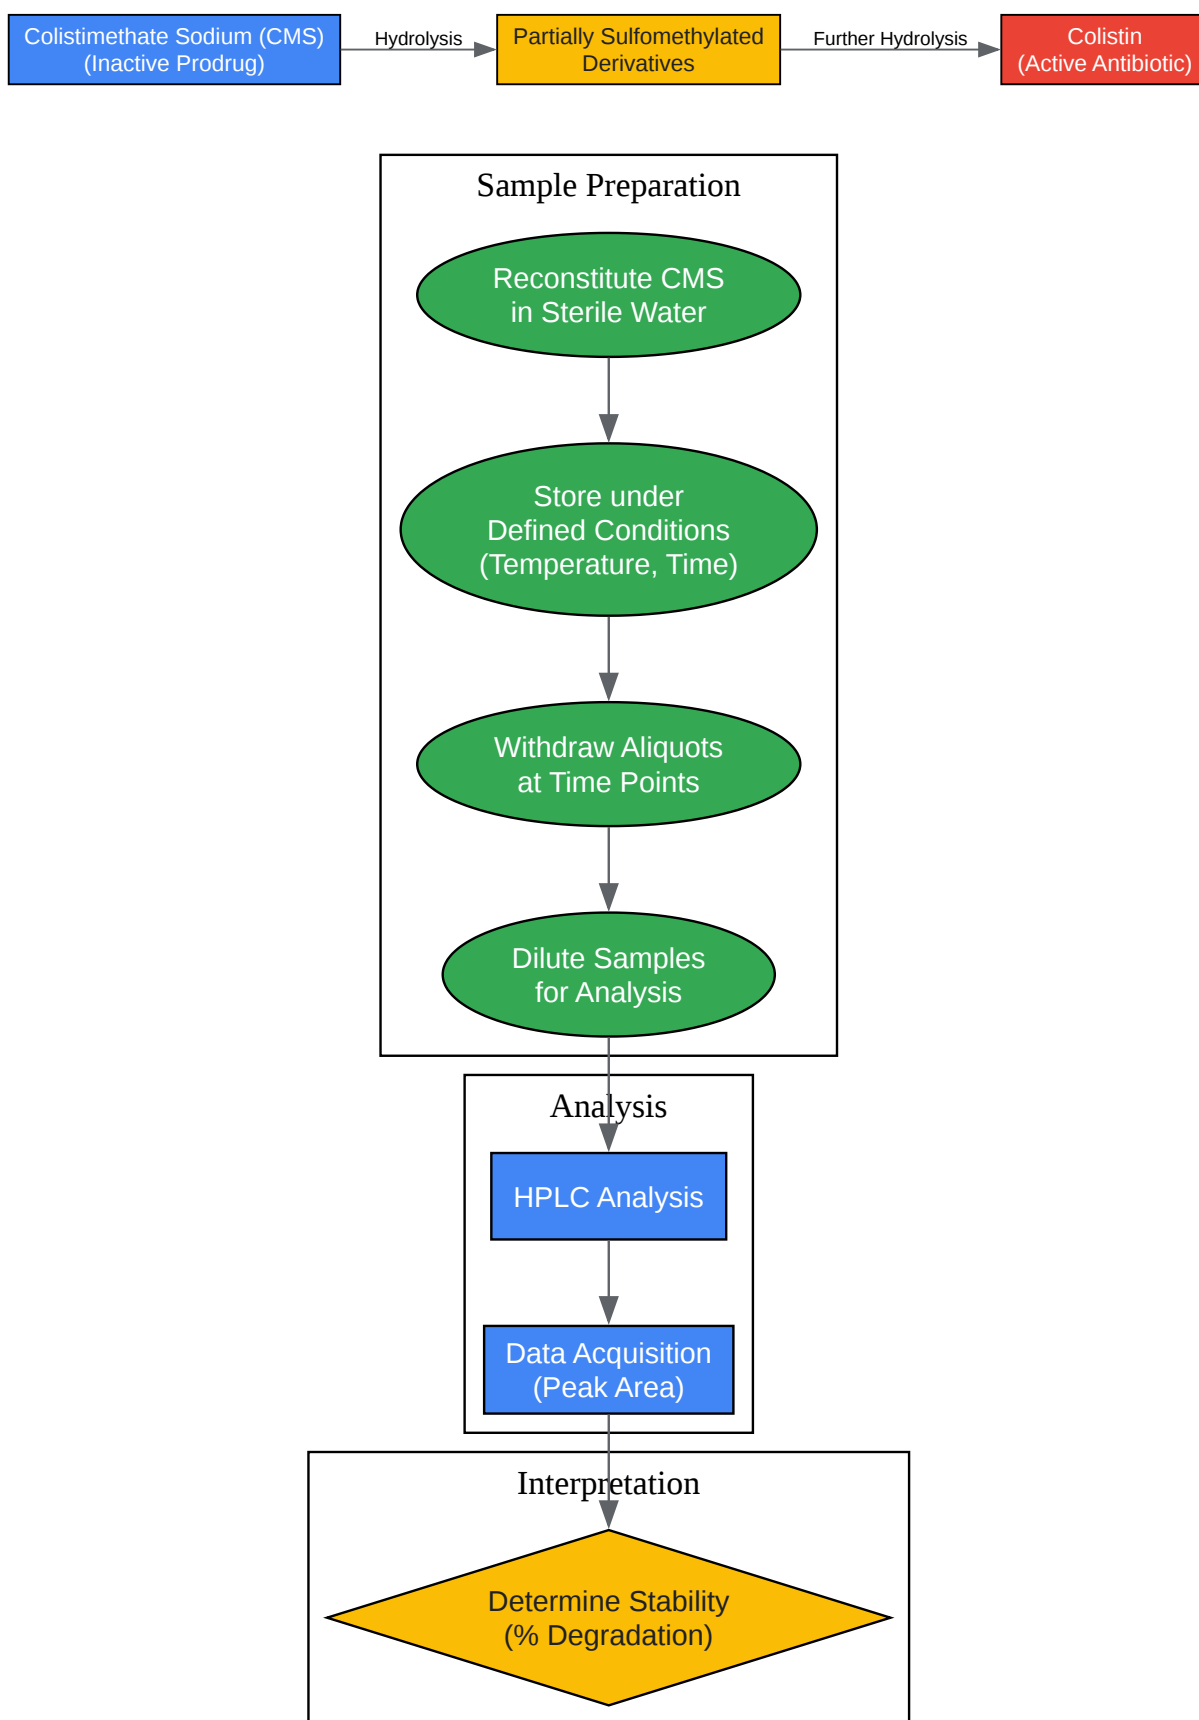 Colistimethate Sodium (CMS)
(Inactive Prodrug)
Hydrolysis
Partially Sulfomethylated
Derivatives
Further Hydrolysis
Colistin
(Active Antibiotic)
Sample Preparation
Reconstitute CMS
in Sterile Water
Store under
Defined Conditions
(Temperature, Time)
Withdraw Aliquots
at Time Points
Dilute Samples
for Analysis
Analysis
HPLC Analysis
Data Acquisition
(Peak Area)
Interpretation
Determine Stability
(% Degradation)